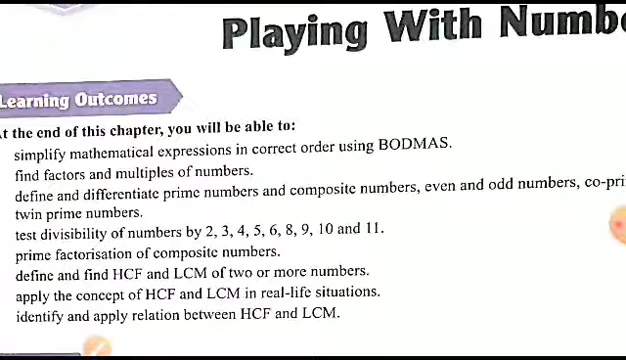 Playing With Numb
Learning Outcomes
t the end of this chapter, you will be able to:
simplify mathematical expressions in correct order using BODMAS.
find factors and multiples of numbers.
define and differentiate prime numbers and composite numbers, even and odd numbers, co-pri
twin prime numbers.
test divisibility of numbers by 2, 3, 4, 5, 6, 8, 9, 10 and 11.
prime factorisation of composite numbers.
define and find HCF and LCM of two or more numbers.
apply the concept of HCF and LCM in real-life situations.
identify and apply relation between HCF and LCM.